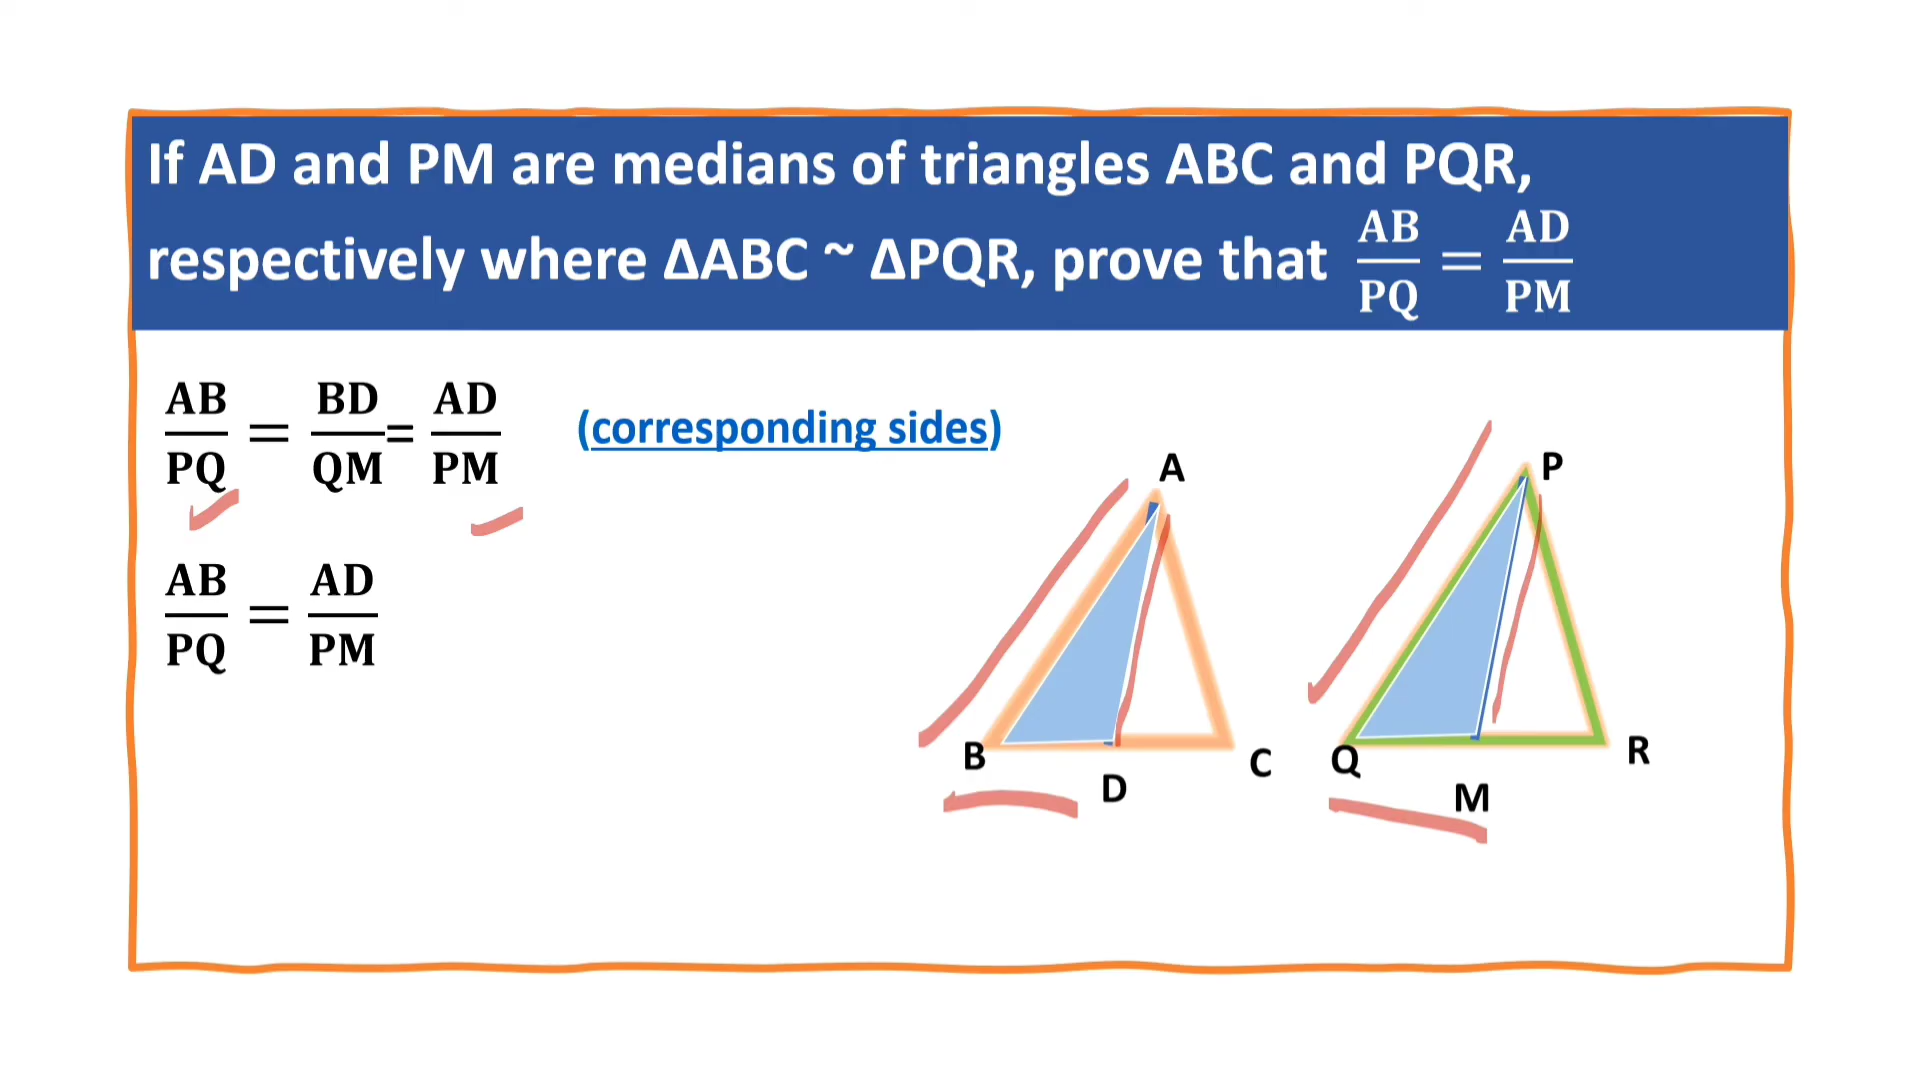 If AD and PM are medians of triangles ABC and PQR,
respectively where ΔABC ~ ΔPQR, prove that AB/PQ = AD/PM
AB/PQ = BD/QM = AD/PM (corresponding sides)
AB/PQ = AD/PM
A
P
B
D
C
Q
M
R